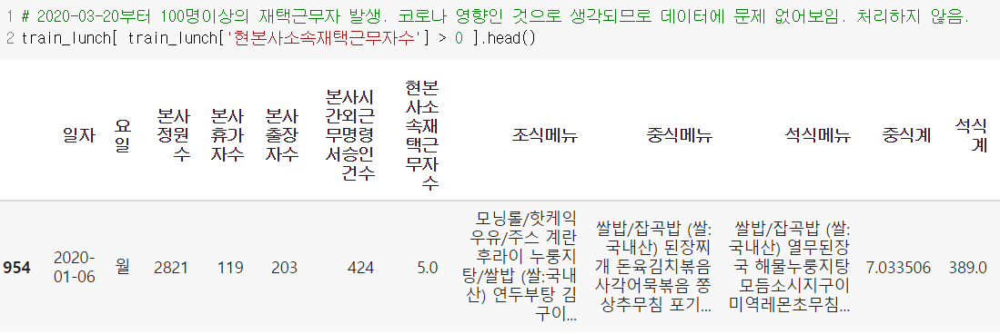 1 # 2020-03-20부터 100명이상의 재택근무자 발생. 코로나 영향인 것으로 생각되므로 데이터에 문제 없어보임. 처리하지 않음.
2 train_lunch[ train_lunch['현본사소속재택근무자수'] > 0 ].head()
일자
요
일
본사
정원
수
본사
휴가
자수
본사
출장
자수
본사시
간외근
무명령
서승인
건수
현본
사소
속재
택근
무자
수
조식메뉴
중식메뉴
석식메뉴
중식계
석식
계
954
2020-
01-06
월
2821
119
203
424
5.0
모닝롤/핫케익
우유/주스 계란
후라이 누룽지
탕/쌀밥 (쌀:국내
산) 연두부탕 김
구이...
쌀밥/잡곡밥 (쌀:
국내산) 된장찌
개 돈육김치볶음
사각어묵볶음 쫑
상추무침 포기...
쌀밥/잡곡밥 (쌀:
국내산) 열무된장
국 해물누룽지탕
모듬소시지구이
미역레몬초무침...
7.033506
389.0